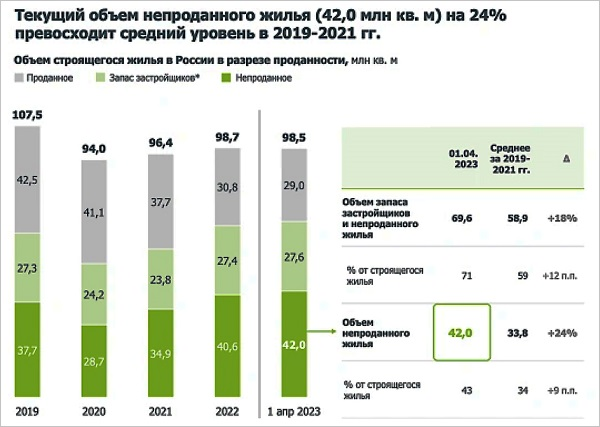 Текущий объем непроданного жилья (42,0 млн кв. м) на 24%
превосходит средний уровень в 2019-2021 гг.
Объем строящегося жилья в России в разрезе проданности, млн кв. м
Проданное Запас застройщиков* Непроданное
107,5 94,0 96,4 98,7 98,5
42,5 41,1 37,7 30,8 29,0
27,3 24,2 23,8 27,4 27,6
37,7 28,7 34,9 40,6 42,0
2019 2020 2021 2022 1 апр 2023
01.04.
2023
Среднее
за 2019-
2021 гг.
Δ
Объем запаса
застройщиков
и непроданного
жилья
69,6 58,9 +18%
% от строящегося
жилья
71 59 +12 п.п.
Объем
непроданного
жилья
42,0 33,8 +24%
% от строящегося
жилья
43 34 +9 п.п.